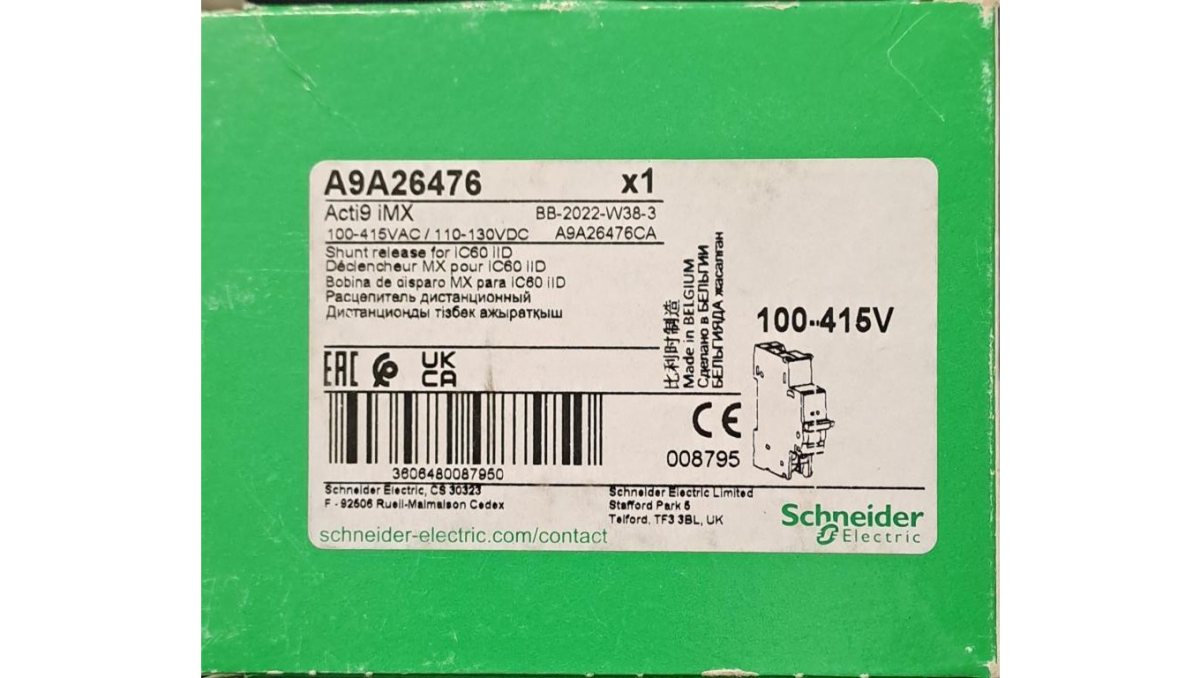 A9A26476 x1
Acti9 iMX BB-2022-W38-3
100-415VAC / 110-130VDC A9A26476CA
Shunt release for iC60 iID
Déclencheur MX pour iC60 iID
Bobina de disparo MX para iC60 iID
Расцепитель дистанционный
Дистанционды тізбек ажыратқыш
比利时制造
Made in BELGIUM
Сделано в БЕЛЬГИИ
БЕЛЬГИЯДА жасалған
100..415V
EAC
UK
CA
CE
008795
3606480087950
Schneider Electric, CS 30323
F - 92506 Rueil-Malmaison Cedex
Schneider Electric Limited
Stafford Park 5
Telford, TF3 3BL, UK
schneider-electric.com/contact
Schneider
Electric